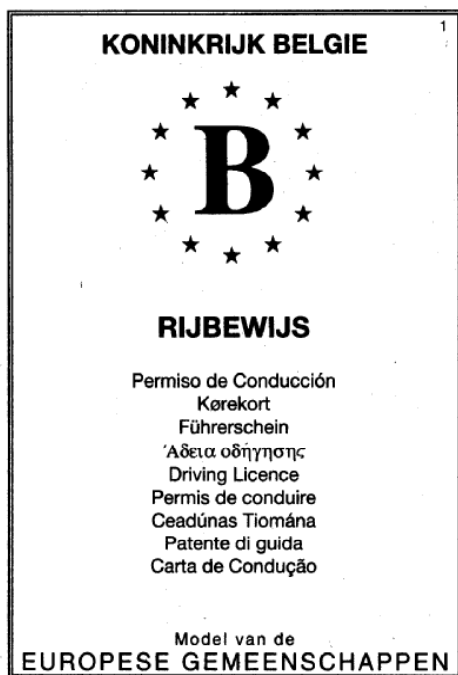 1
KONINKRIJK BELGIE
B
RIJBEWIJS
Permiso de Conducción
Kørekort
Führerschein
Άδεια οδήγησης
Driving Licence
Permis de conduire
Ceadúnas Tiomána
Patente di guida
Carta de Condução
Model van de
EUROPESE GEMEENSCHAPPEN